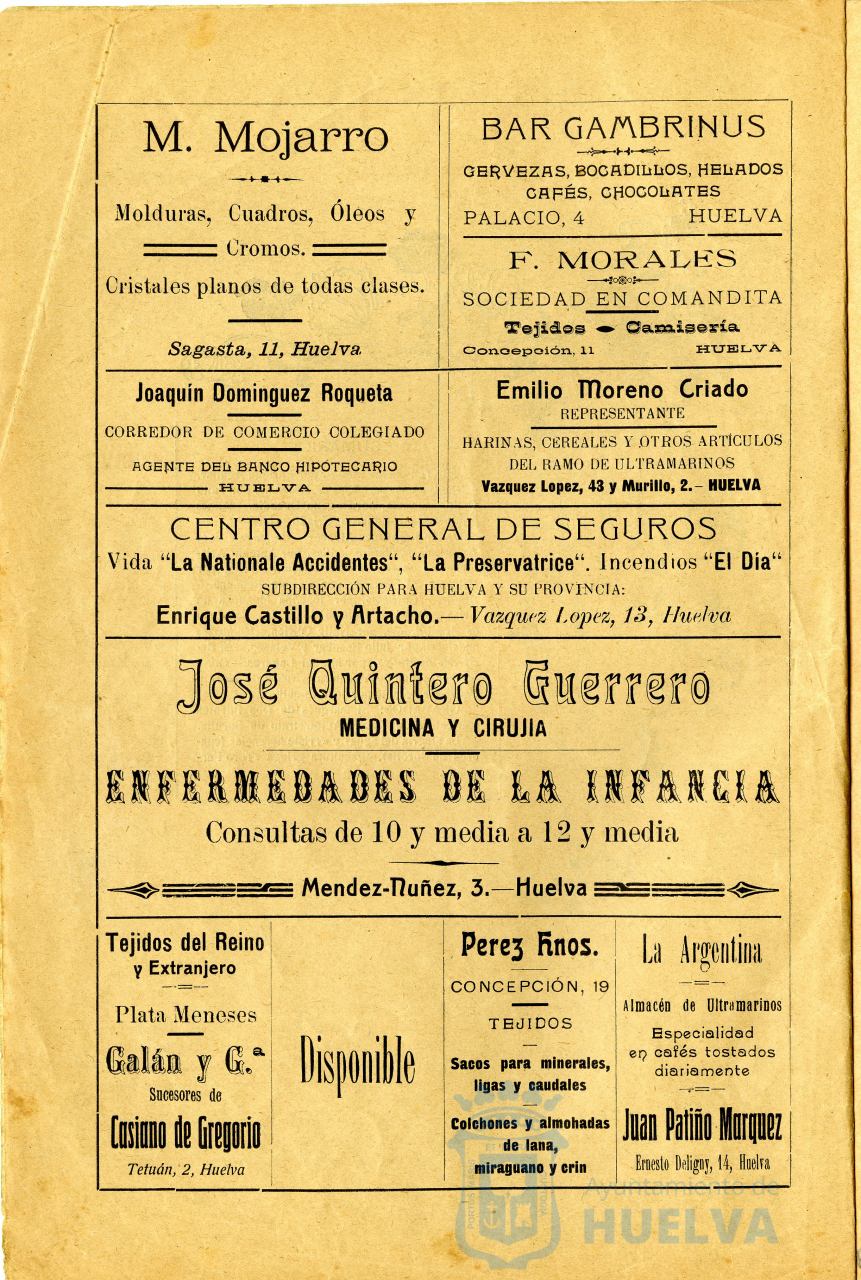 M. Mojarro
Molduras, Cuadros, Óleos y
Cromos.
Cristales planos de todas clases.
Sagasta, 11, Huelva
BAR GAMBRINUS
CERVEZAS, BOCADILLOS, HELADOS
CAFÉS, CHOCOLATES
PALACIO, 4 HUELVA
F. MORALES
SOCIEDAD EN COMANDITA
Tejidos - Camisería
Concepción, 11 HUELVA
Joaquín Dominguez Roqueta
CORREDOR DE COMERCIO COLEGIADO
AGENTE DEL BANCO HIPÓTECARIO
HUELVA
Emilio Moreno Criado
REPRESENTANTE
HARINAS, CEREALES Y OTROS ARTÍCULOS
DEL RAMO DE ULTRAMARINOS
Vazquez Lopez, 43 y Murillo, 2.- HUELVA
CENTRO GENERAL DE SEGUROS
Vida “La Nationale Accidentes“, “La Preservatrice“. Incendios “El Día“
SUBDIRECCIÓN PARA HUELVA Y SU PROVINCIA:
Enrique Castillo y Artacho.— Vazquez Lopez, 13, Huelva
José Quintero Guerrero
MEDICINA Y CIRUJIA
ENFERMEDADES DE LA INFANCIA
Consultas de 10 y media a 12 y media
Mendez-Nuñez, 3.—Huelva
Tejidos del Reino
y Extranjero
Plata Meneses
Galán y C.ª
Sucesores de
Casiano de Gregorio
Tetuán, 2, Huelva
Disponible
Perez Hnos.
CONCEPCIÓN, 19
TEJIDOS
Sacos para minerales,
ligas y caudales
Colchones y almohadas
de lana,
miraguano y crin
La Argentina
Almacén de Ultramarinos
Especialidad
en cafés tostados
diariamente
Juan Patiño Marquez
Ernesto Deligny, 14, Huelva
Ayuntamiento de
HUELVA